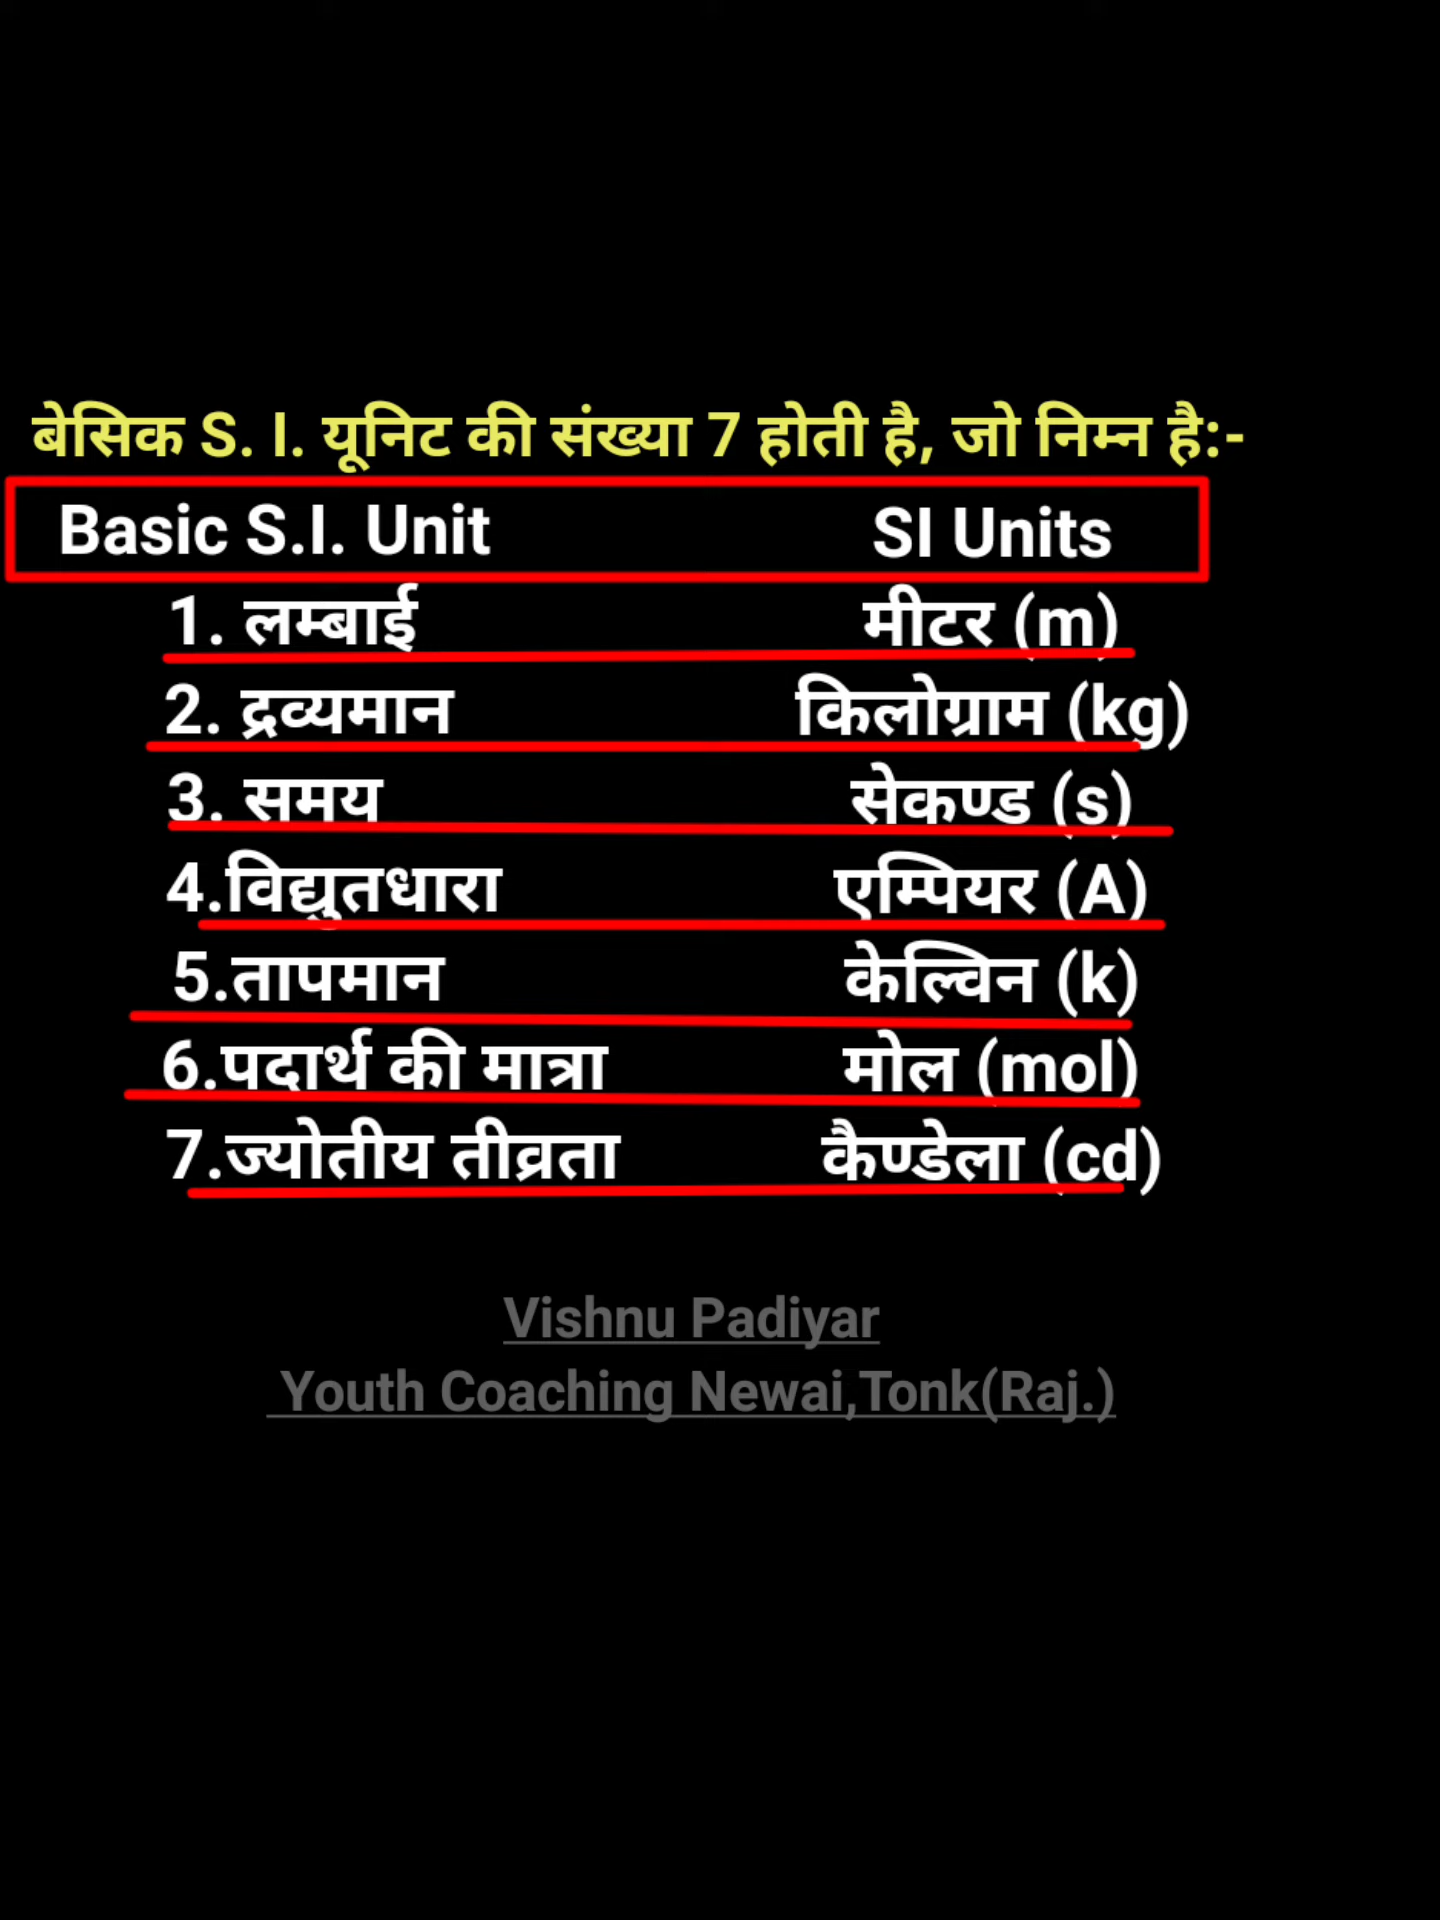 बेसिक S. I. यूनिट की संख्या 7 होती है, जो निम्न है:-
Basic S.I. Unit SI Units
1. लम्बाई मीटर (m)
2. द्रव्यमान किलोग्राम (kg)
3. समय सेकण्ड (s)
4.विद्युतधारा एम्पियर (A)
5.तापमान केल्विन (k)
6.पदार्थ की मात्रा मोल (mol)
7.ज्योतीय तीव्रता कैण्डेला (cd)
Vishnu Padiyar
Youth Coaching Newai,Tonk(Raj.)